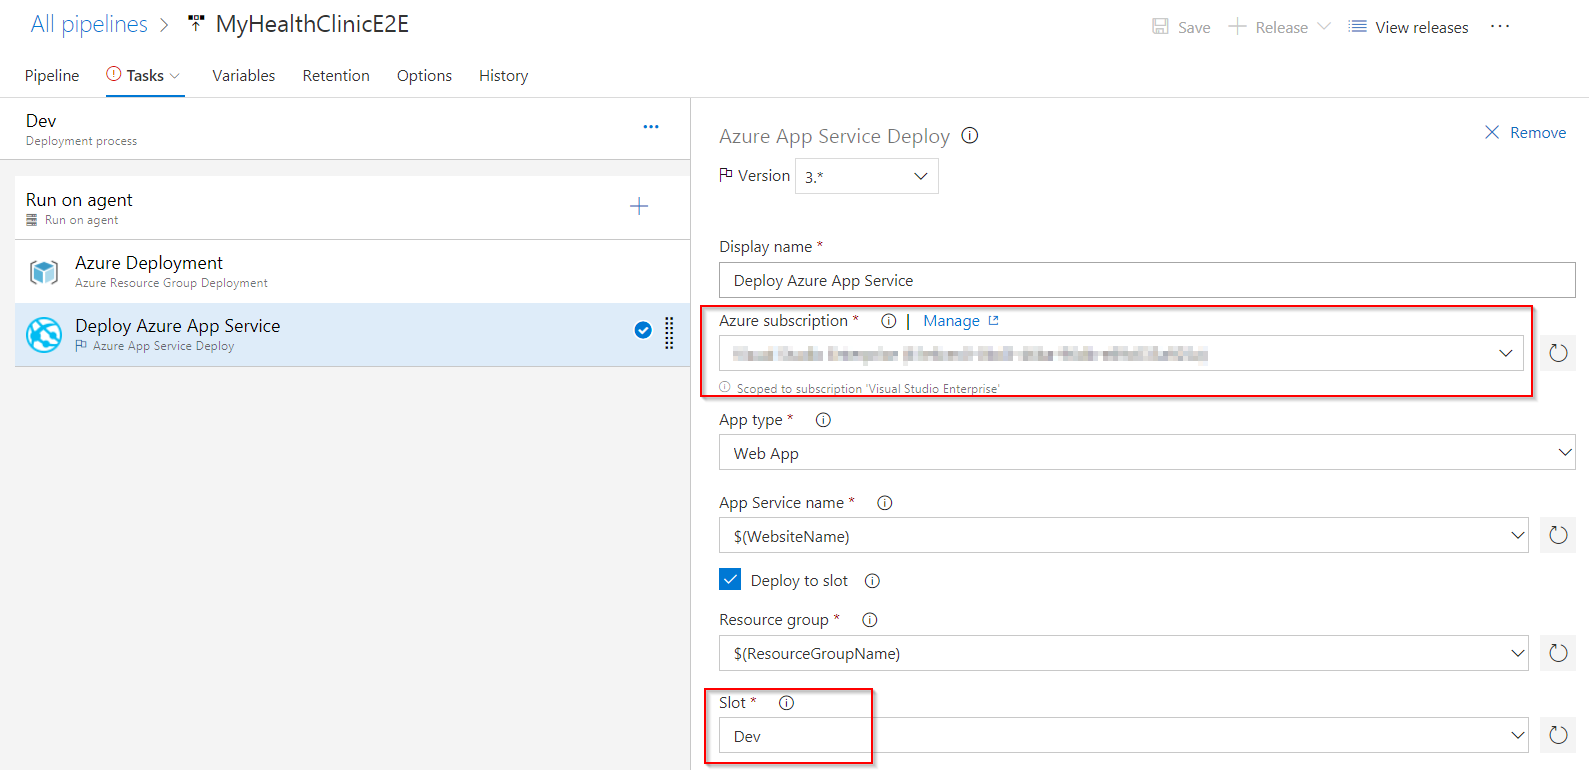 All pipelines > MyHealthClinicE2E
Save Release View releases ...
Pipeline Tasks Variables Retention Options History
Dev
Deployment process
...
Run on agent
Run on agent
Azure Deployment
Azure Resource Group Deployment
Deploy Azure App Service
Azure App Service Deploy
Azure App Service Deploy
Remove
Version 3.*
Display name *
Deploy Azure App Service
Azure subscription * | Manage
Scoped to subscription 'Visual Studio Enterprise'
App type *
Web App
App Service name *
$(WebsiteName)
Deploy to slot
Resource group *
$(ResourceGroupName)
Slot *
Dev